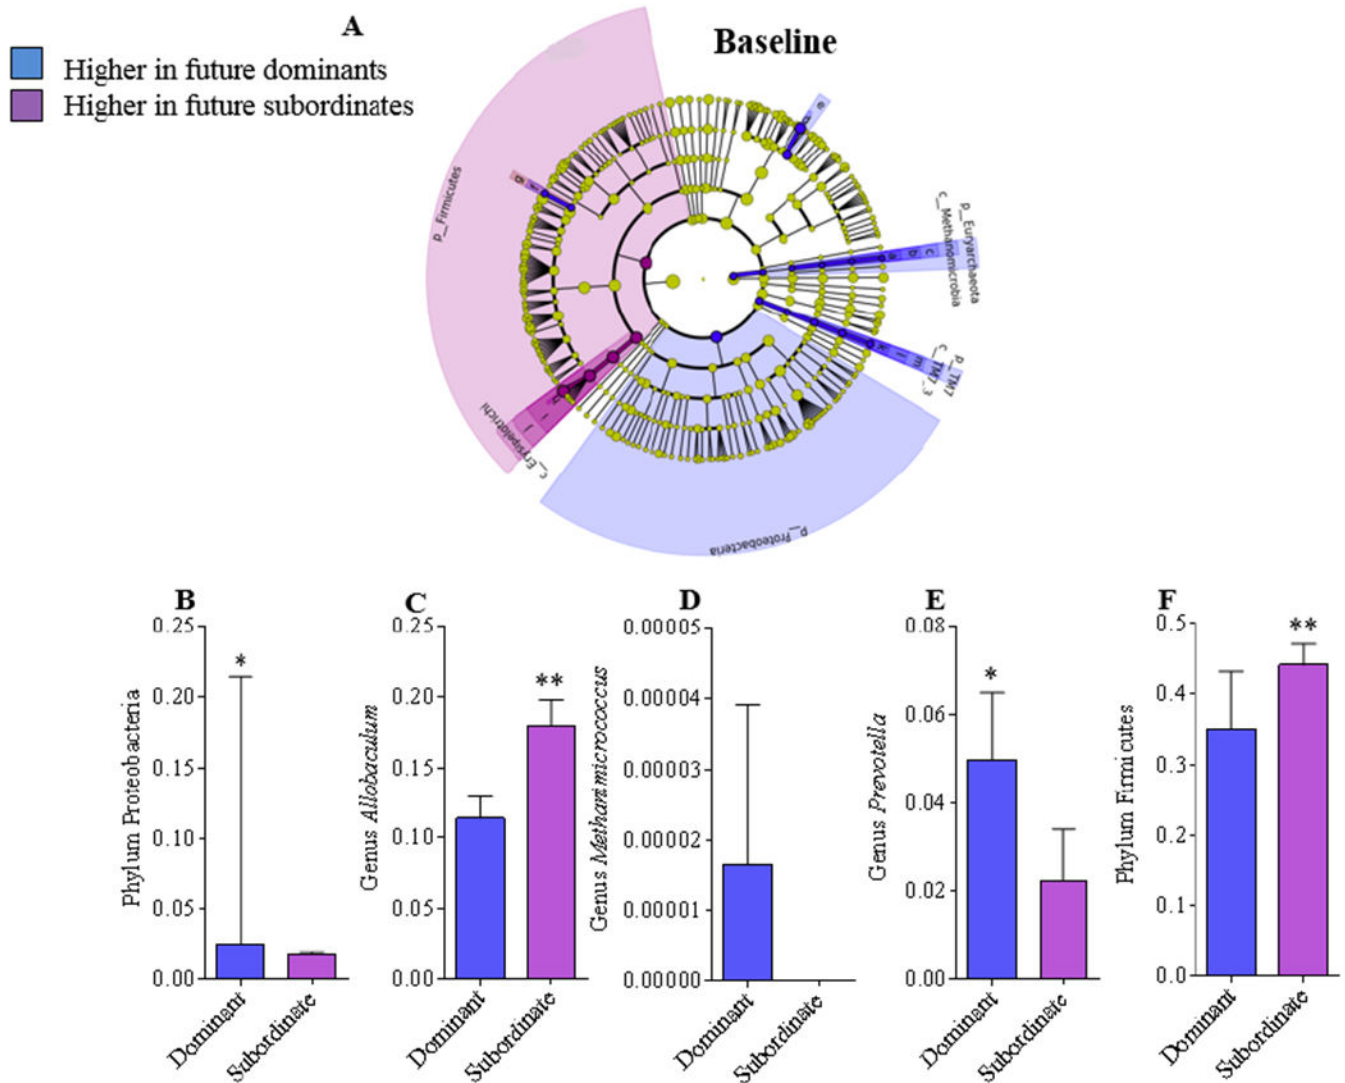 A
Baseline
Higher in future dominants
Higher in future subordinates
p_Firmicutes
p_Euryarchaeota
c_Methanomicrobia
p_TM7
c_TM7_3
c_Erysipelotrichi
p_Proteobacteria
e
c
b
a
m
l
k
B
0.25
0.20
0.15
0.10
0.05
0.00
Phylum Proteobacteria
*
Dominant
Subordinate
C
0.25
0.20
0.15
0.10
0.05
0.00
Genus Allobaculum
**
Dominant
Subordinate
D
0.00005
0.00004
0.00003
0.00002
0.00001
0.00000
Genus Methanimicrococcus
Dominant
Subordinate
E
0.08
0.06
0.04
0.02
0.00
Genus Prevotella
*
Dominant
Subordinate
F
0.5
0.4
0.3
0.2
0.1
0.0
Phylum Firmicutes
**
Dominant
Subordinate